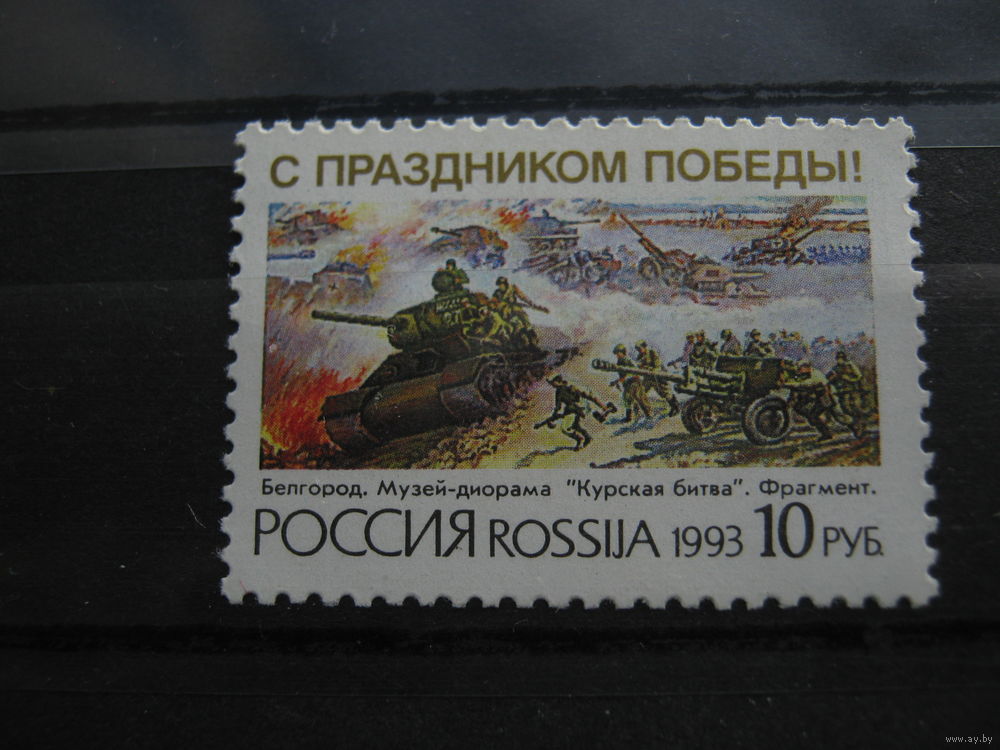 С ПРАЗДНИКОМ ПОБЕДЫ!
Белгород. Музей-диорама "Курская битва". Фрагмент.
РОССИЯ ROSSIJA 1993 10 РУБ.
www.ay.by